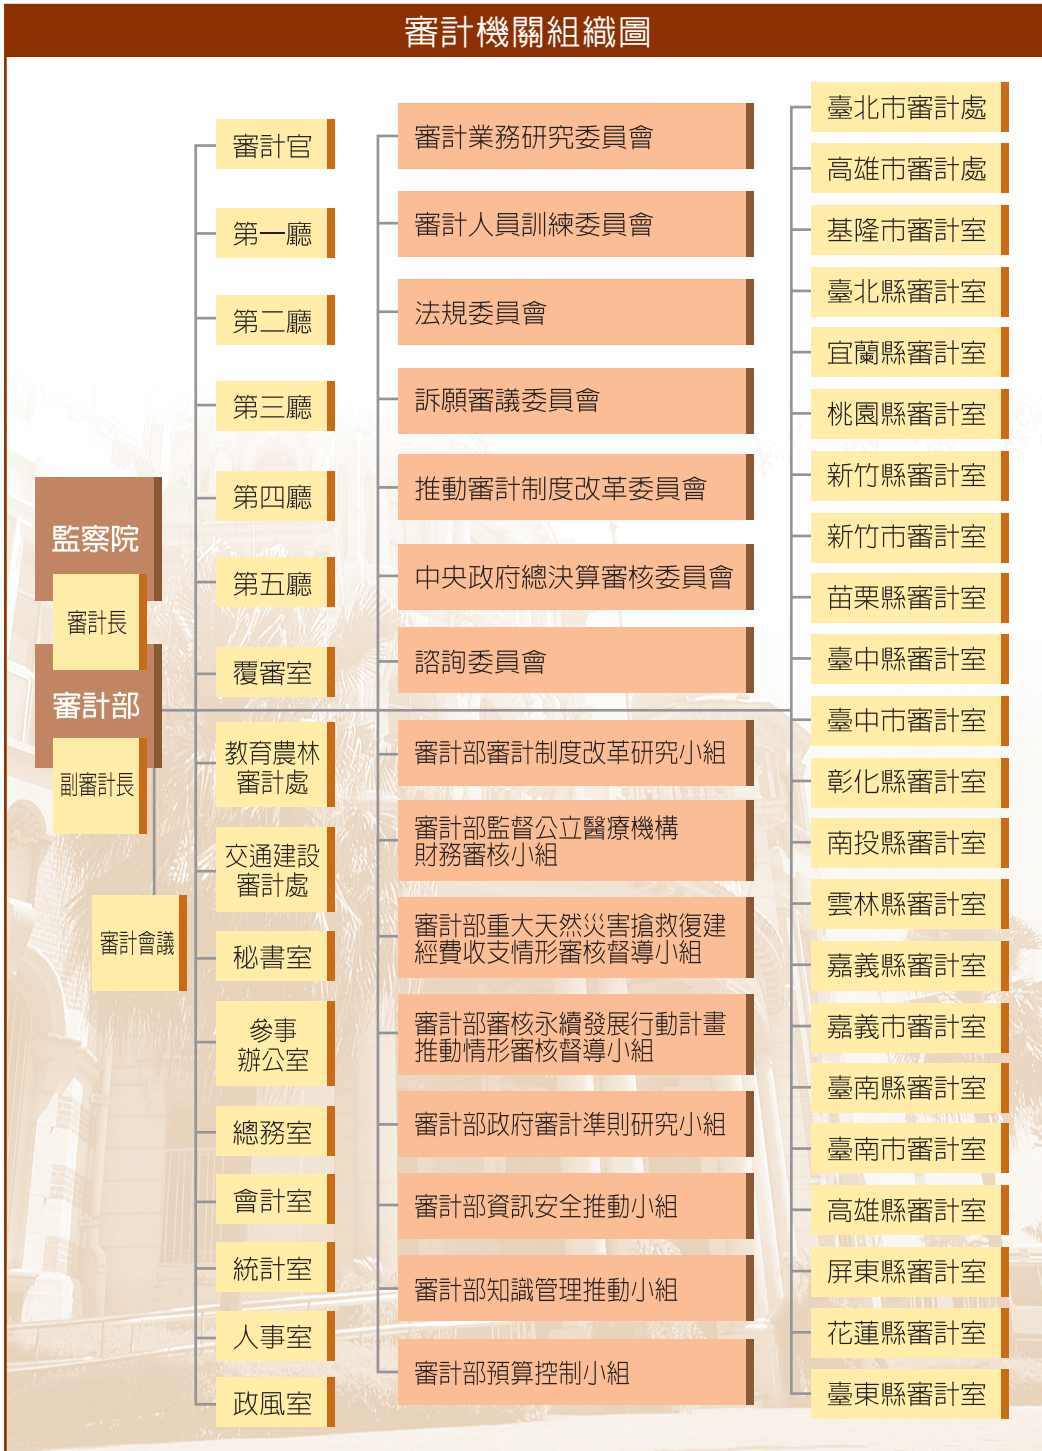 審計機關組織圖
監察院
審計長
審計部
副審計長
審計會議
審計官
第一廳
第二廳
第三廳
第四廳
第五廳
覆審室
教育農林
審計處
交通建設
審計處
秘書室
參事
辦公室
總務室
會計室
統計室
人事室
政風室
審計業務研究委員會
審計人員訓練委員會
法規委員會
訴願審議委員會
推動審計制度改革委員會
中央政府總決算審核委員會
諮詢委員會
審計部審計制度改革研究小組
審計部監督公立醫療機構
財務審核小組
審計部重大天然災害搶救復建
經費收支情形審核督導小組
審計部審核永續發展行動計畫
推動情形審核督導小組
審計部政府審計準則研究小組
審計部資訊安全推動小組
審計部知識管理推動小組
審計部預算控制小組
臺北市審計處
高雄市審計處
基隆市審計室
臺北縣審計室
宜蘭縣審計室
桃園縣審計室
新竹縣審計室
新竹市審計室
苗栗縣審計室
臺中縣審計室
臺中市審計室
彰化縣審計室
南投縣審計室
雲林縣審計室
嘉義縣審計室
嘉義市審計室
臺南縣審計室
臺南市審計室
高雄縣審計室
屏東縣審計室
花蓮縣審計室
臺東縣審計室